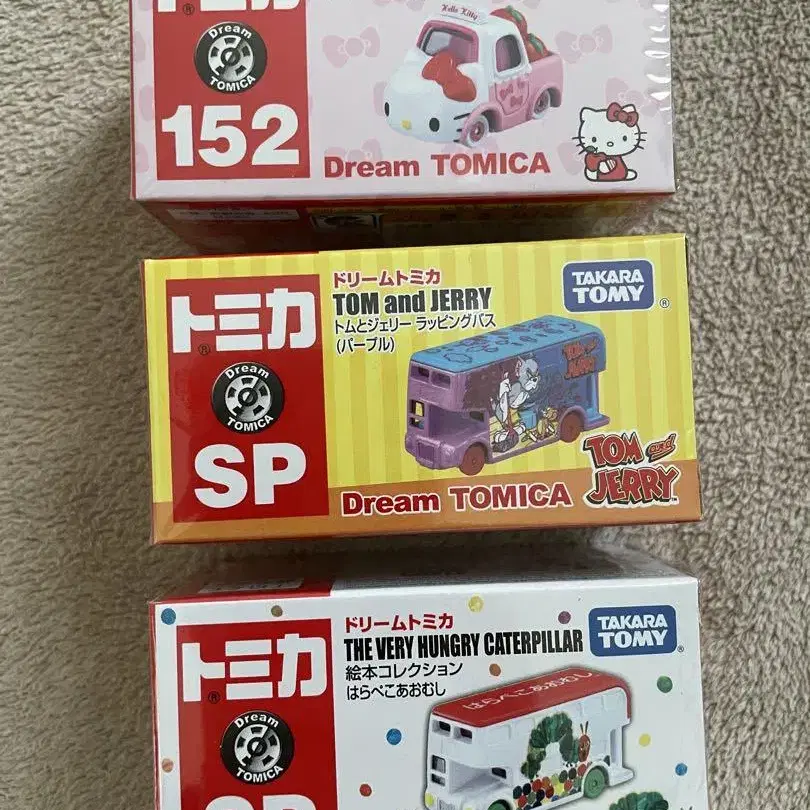 トミカ
Dream
TOMICA
152
Hello Kitty
Dream TOMICA
トミカ®
Dream
TOMICA
SP
ドリームトミカ
TOM and JERRY
トムとジェリー ラッピングバス
(パープル)
TAKARA
TOMY®
TOM and
JERRY
Dream TOMICA
TOM and
JERRY™
トミカ®
Dream
TOMICA
SP
ドリームトミカ
THE VERY HUNGRY CATERPILLAR
絵本コレクション
はらぺこあおむし
TAKARA
TOMY®
はらぺこあおむし